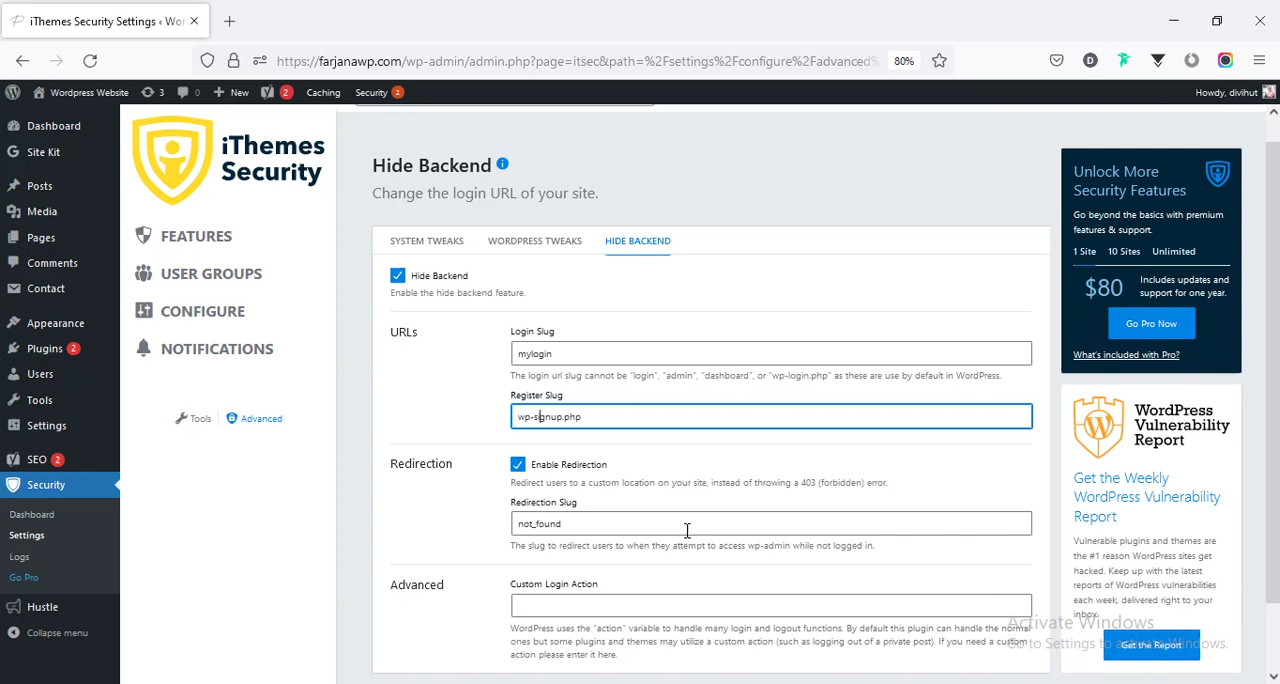 iThemes Security Settings ‹ Wor
https://farjanawp.com/wp-admin/admin.php?page=itsec&path=%2Fsettings%2Fconfigure%2Fadvanced%
80%
Wordpress Website
3
0
New
2
Caching
Security 2
Howdy, divihut
Dashboard
Site Kit
Posts
Media
Pages
Comments
Contact
Appearance
Plugins 2
Users
Tools
Settings
SEO 2
Security
Dashboard
Settings
Logs
Go Pro
Hustle
Collapse menu
iThemes
Security
FEATURES
USER GROUPS
CONFIGURE
NOTIFICATIONS
Tools
Advanced
Hide Backend
Change the login URL of your site.
SYSTEM TWEAKS
WORDPRESS TWEAKS
HIDE BACKEND
Hide Backend
Enable the hide backend feature.
URLs
Login Slug
mylogin
The login url slug cannot be "login", "admin", "dashboard", or "wp-login.php" as these are use by default in WordPress.
Register Slug
wp-signup.php
Redirection
Enable Redirection
Redirect users to a custom location on your site, instead of throwing a 403 (forbidden) error.
Redirection Slug
not_found
The slug to redirect users to when they attempt to access wp-admin while not logged in.
Advanced
Custom Login Action
WordPress uses the "action" variable to handle many login and logout functions. By default this plugin can handle the normal
ones but some plugins and themes may utilize a custom action (such as logging out of a private post). If you need a custom
action please enter it here.
Unlock More
Security Features
Go beyond the basics with premium
features & support.
1 Site 10 Sites Unlimited
$80
Includes updates and
support for one year.
Go Pro Now
What's included with Pro?
WordPress
Vulnerability
Report
Get the Weekly
WordPress Vulnerability
Report
Vulnerable plugins and themes are
the #1 reason WordPress sites get
hacked. Keep up with the latest
reports of WordPress vulnerabilities
each week, delivered right to your
inbox.
Get the Report
Activate Windows
Go to Settings to activate Windows.